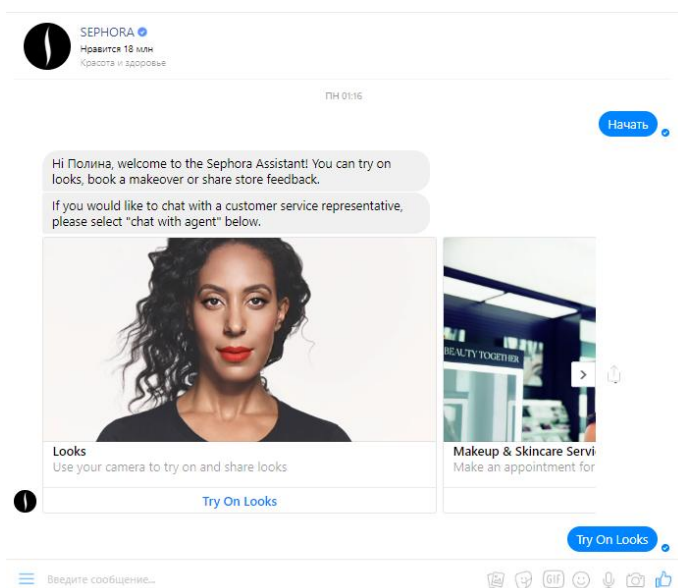 SEPHORA
Нравится 18 млн
Красота и здоровье
ПН 01:16
Начать
Hi Полина, welcome to the Sephora Assistant! You can try on
looks, book a makeover or share store feedback.
If you would like to chat with a customer service representative,
please select "chat with agent" below.
BEAUTY TOGETHER
Looks
Use your camera to try on and share looks
Try On Looks
Makeup & Skincare Servi
Make an appointment for
Try On Looks
Введите сообщение...
GIF